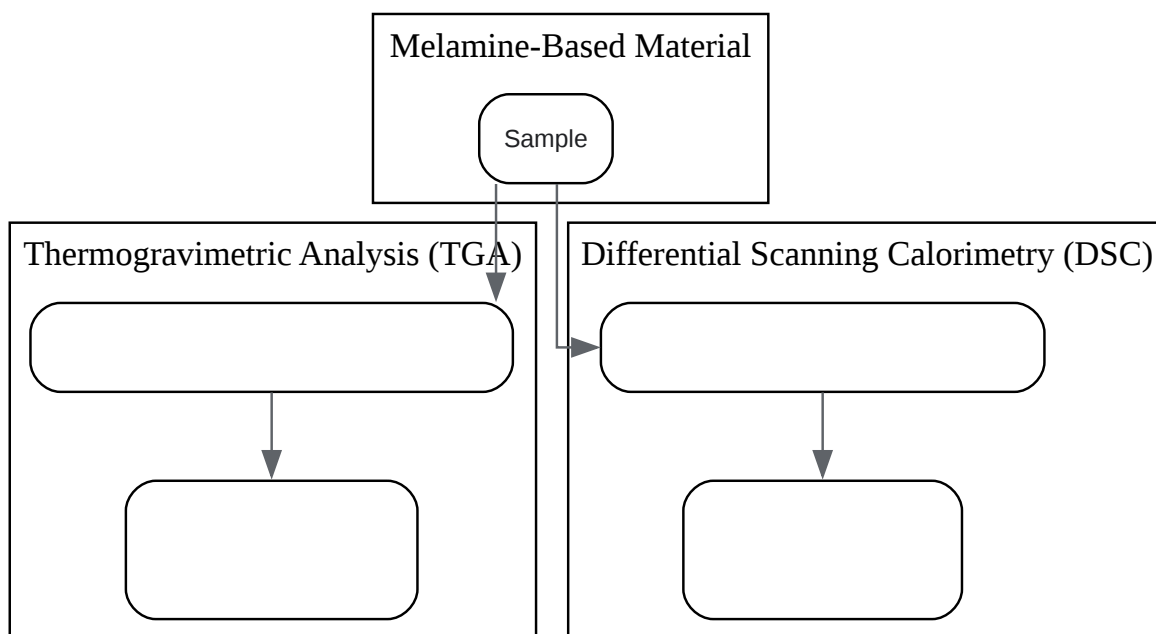 Melamine-Based Material
Sample
Thermogravimetric Analysis (TGA)
Differential Scanning Calorimetry (DSC)